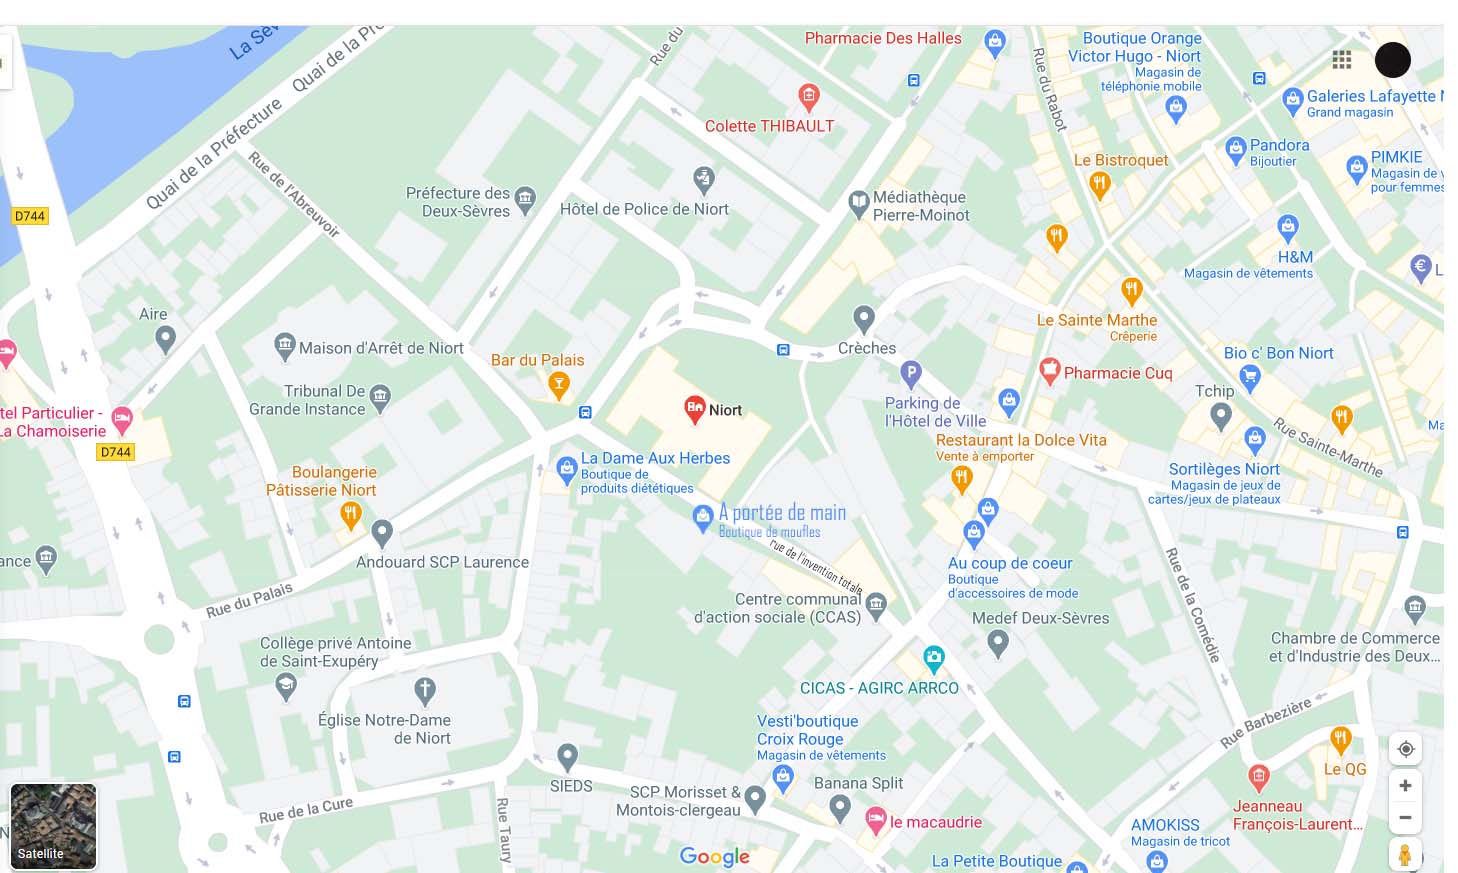 La Sèv
Quai de la Préfecture
Quai de la Pré
Rue du
Pharmacie Des Halles
Rue du Rabot
Boutique Orange
Victor Hugo - Niort
Magasin de
téléphonie mobile
Galeries Lafayette
Grand magasin
Colette THIBAULT
Pandora
Bijoutier
PIMKIE
Magasin de v
pour femmes
Le Bistroquet
Rue de l'Abreuvoir
D744
Préfecture des
Deux-Sèvres
Hôtel de Police de Niort
Médiathèque
Pierre-Moinot
H&M
Magasin de vêtements
€
L
Aire
Maison d'Arrêt de Niort
Bar du Palais
Crèches
Le Sainte Marthe
Crêperie
Bio c' Bon Niort
Pharmacie Cuq
Tchip
Tribunal De
Grande Instance
P
Parking de
l'Hôtel de Ville
Niort
tel Particulier -
La Chamoiserie
D744
Ma
Rue Sainte-Marthe
Restaurant la Dolce Vita
Vente à emporter
La Dame Aux Herbes
Boutique de
produits diététiques
Boulangerie
Pâtisserie Niort
Sortilèges Niort
Magasin de jeux de
cartes/jeux de plateaux
A portée de main
Boutique de moufles
rue de l'invention totale
ance
Andouard SCP Laurence
Au coup de coeur
Boutique
d'accessoires de mode
Rue de la Comédie
Rue du Palais
Centre communal
d'action sociale (CCAS)
Medef Deux-Sèvres
Chambre de Commerce
et d'Industrie des Deux...
Collège privé Antoine
de Saint-Exupéry
CICAS - AGIRC ARRCO
Église Notre-Dame
de Niort
Vesti'boutique
Croix Rouge
Magasin de vêtements
Rue Barbezière
Le QG
SIEDS
SCP Morisset &
Montois-clergeau
Banana Split
le macaudrie
Jeanneau
François-Laurent...
Rue de la Cure
Rue Taury
AMOKISS
Magasin de tricot
La Petite Boutique
N
Satellite
Google